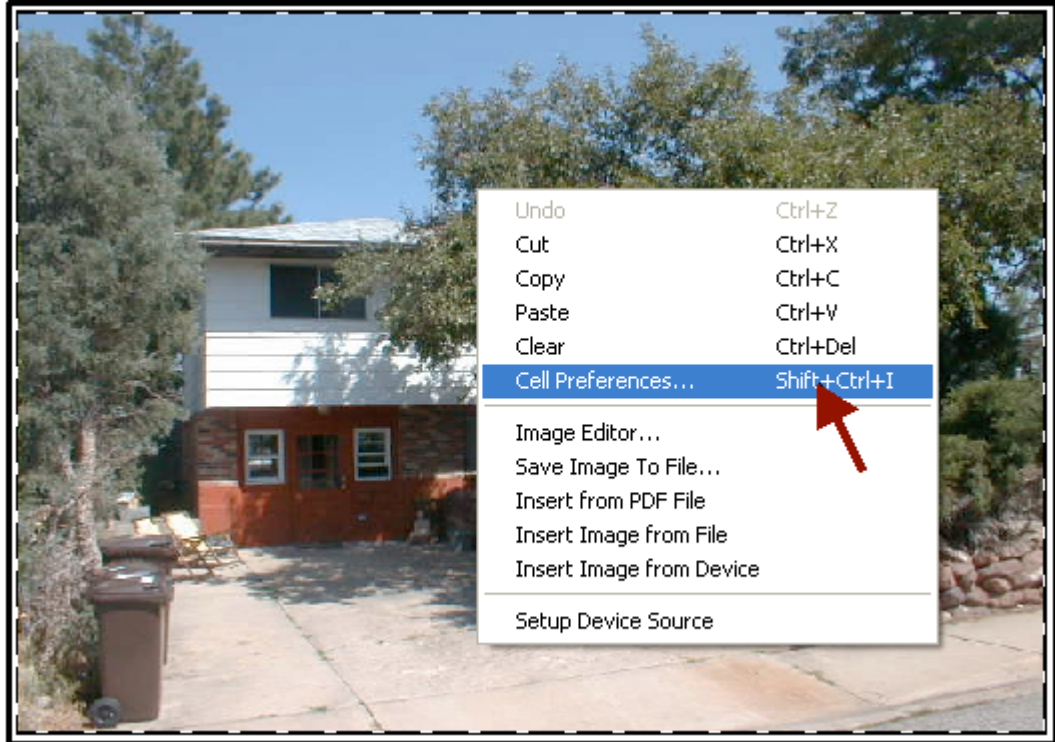 Undo Ctrl+Z
Cut Ctrl+X
Copy Ctrl+C
Paste Ctrl+V
Clear Ctrl+Del
Cell Preferences... Shift+Ctrl+I
Image Editor...
Save Image To File...
Insert from PDF File
Insert Image from File
Insert Image from Device
Setup Device Source